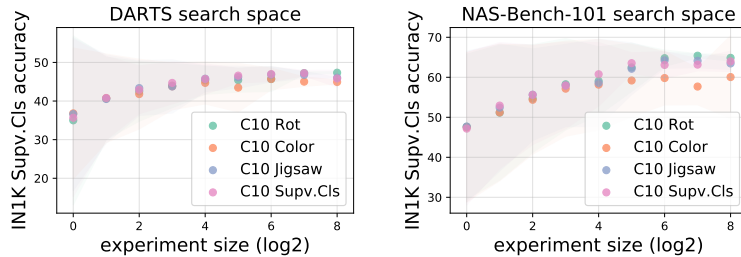 DARTS search space
IN1K Supv.Cls accuracy
50
40
30
20
C10 Rot
C10 Color
C10 Jigsaw
C10 Supv.Cls
0 2 4 6 8
experiment size (log2)
NAS-Bench-101 search space
IN1K Supv.Cls accuracy
70
60
50
40
30
C10 Rot
C10 Color
C10 Jigsaw
C10 Supv.Cls
0 2 4 6 8
experiment size (log2)